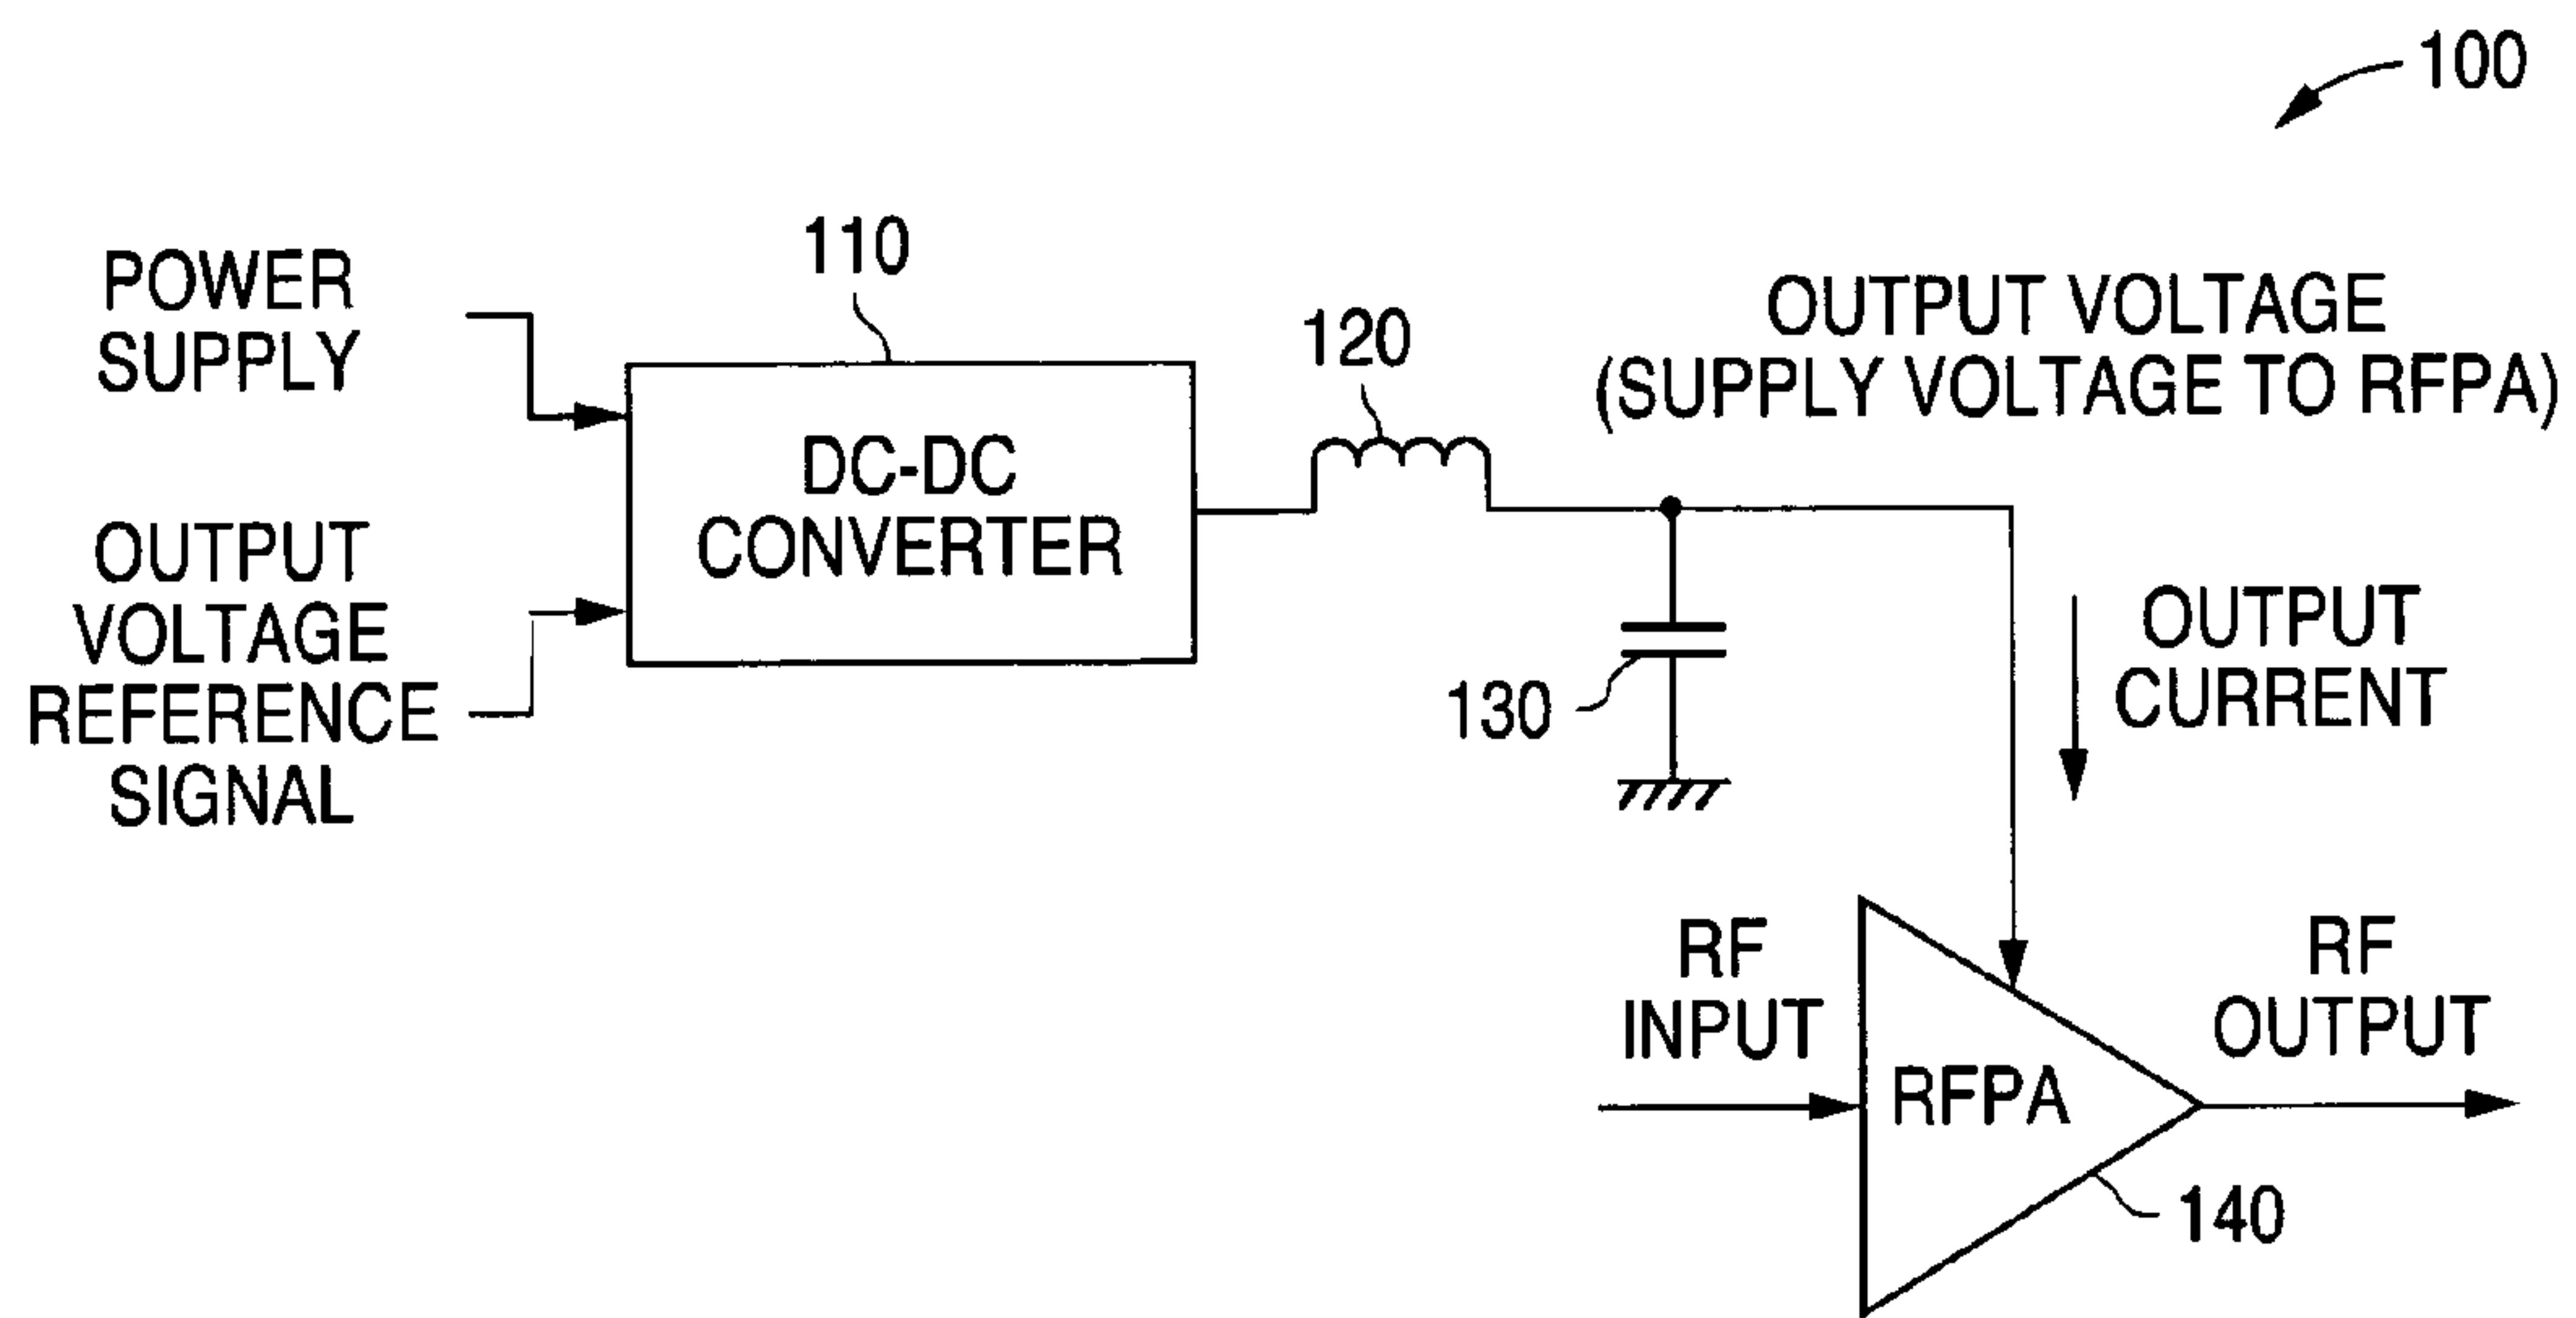 100
110
POWER
SUPPLY
120
OUTPUT VOLTAGE
(SUPPLY VOLTAGE TO RFPA)
DC-DC
CONVERTER
OUTPUT
VOLTAGE
REFERENCE
SIGNAL
130
OUTPUT
CURRENT
RF
INPUT
RFPA
RF
OUTPUT
140